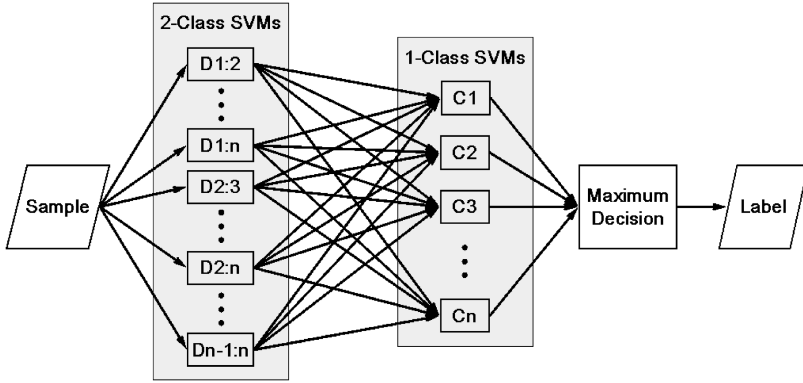 2-Class SVMs
D1:2
D1:n
D2:3
D2:n
Dn-1:n
1-Class SVMs
C1
C2
C3
Cn
Sample
Maximum
Decision
Label